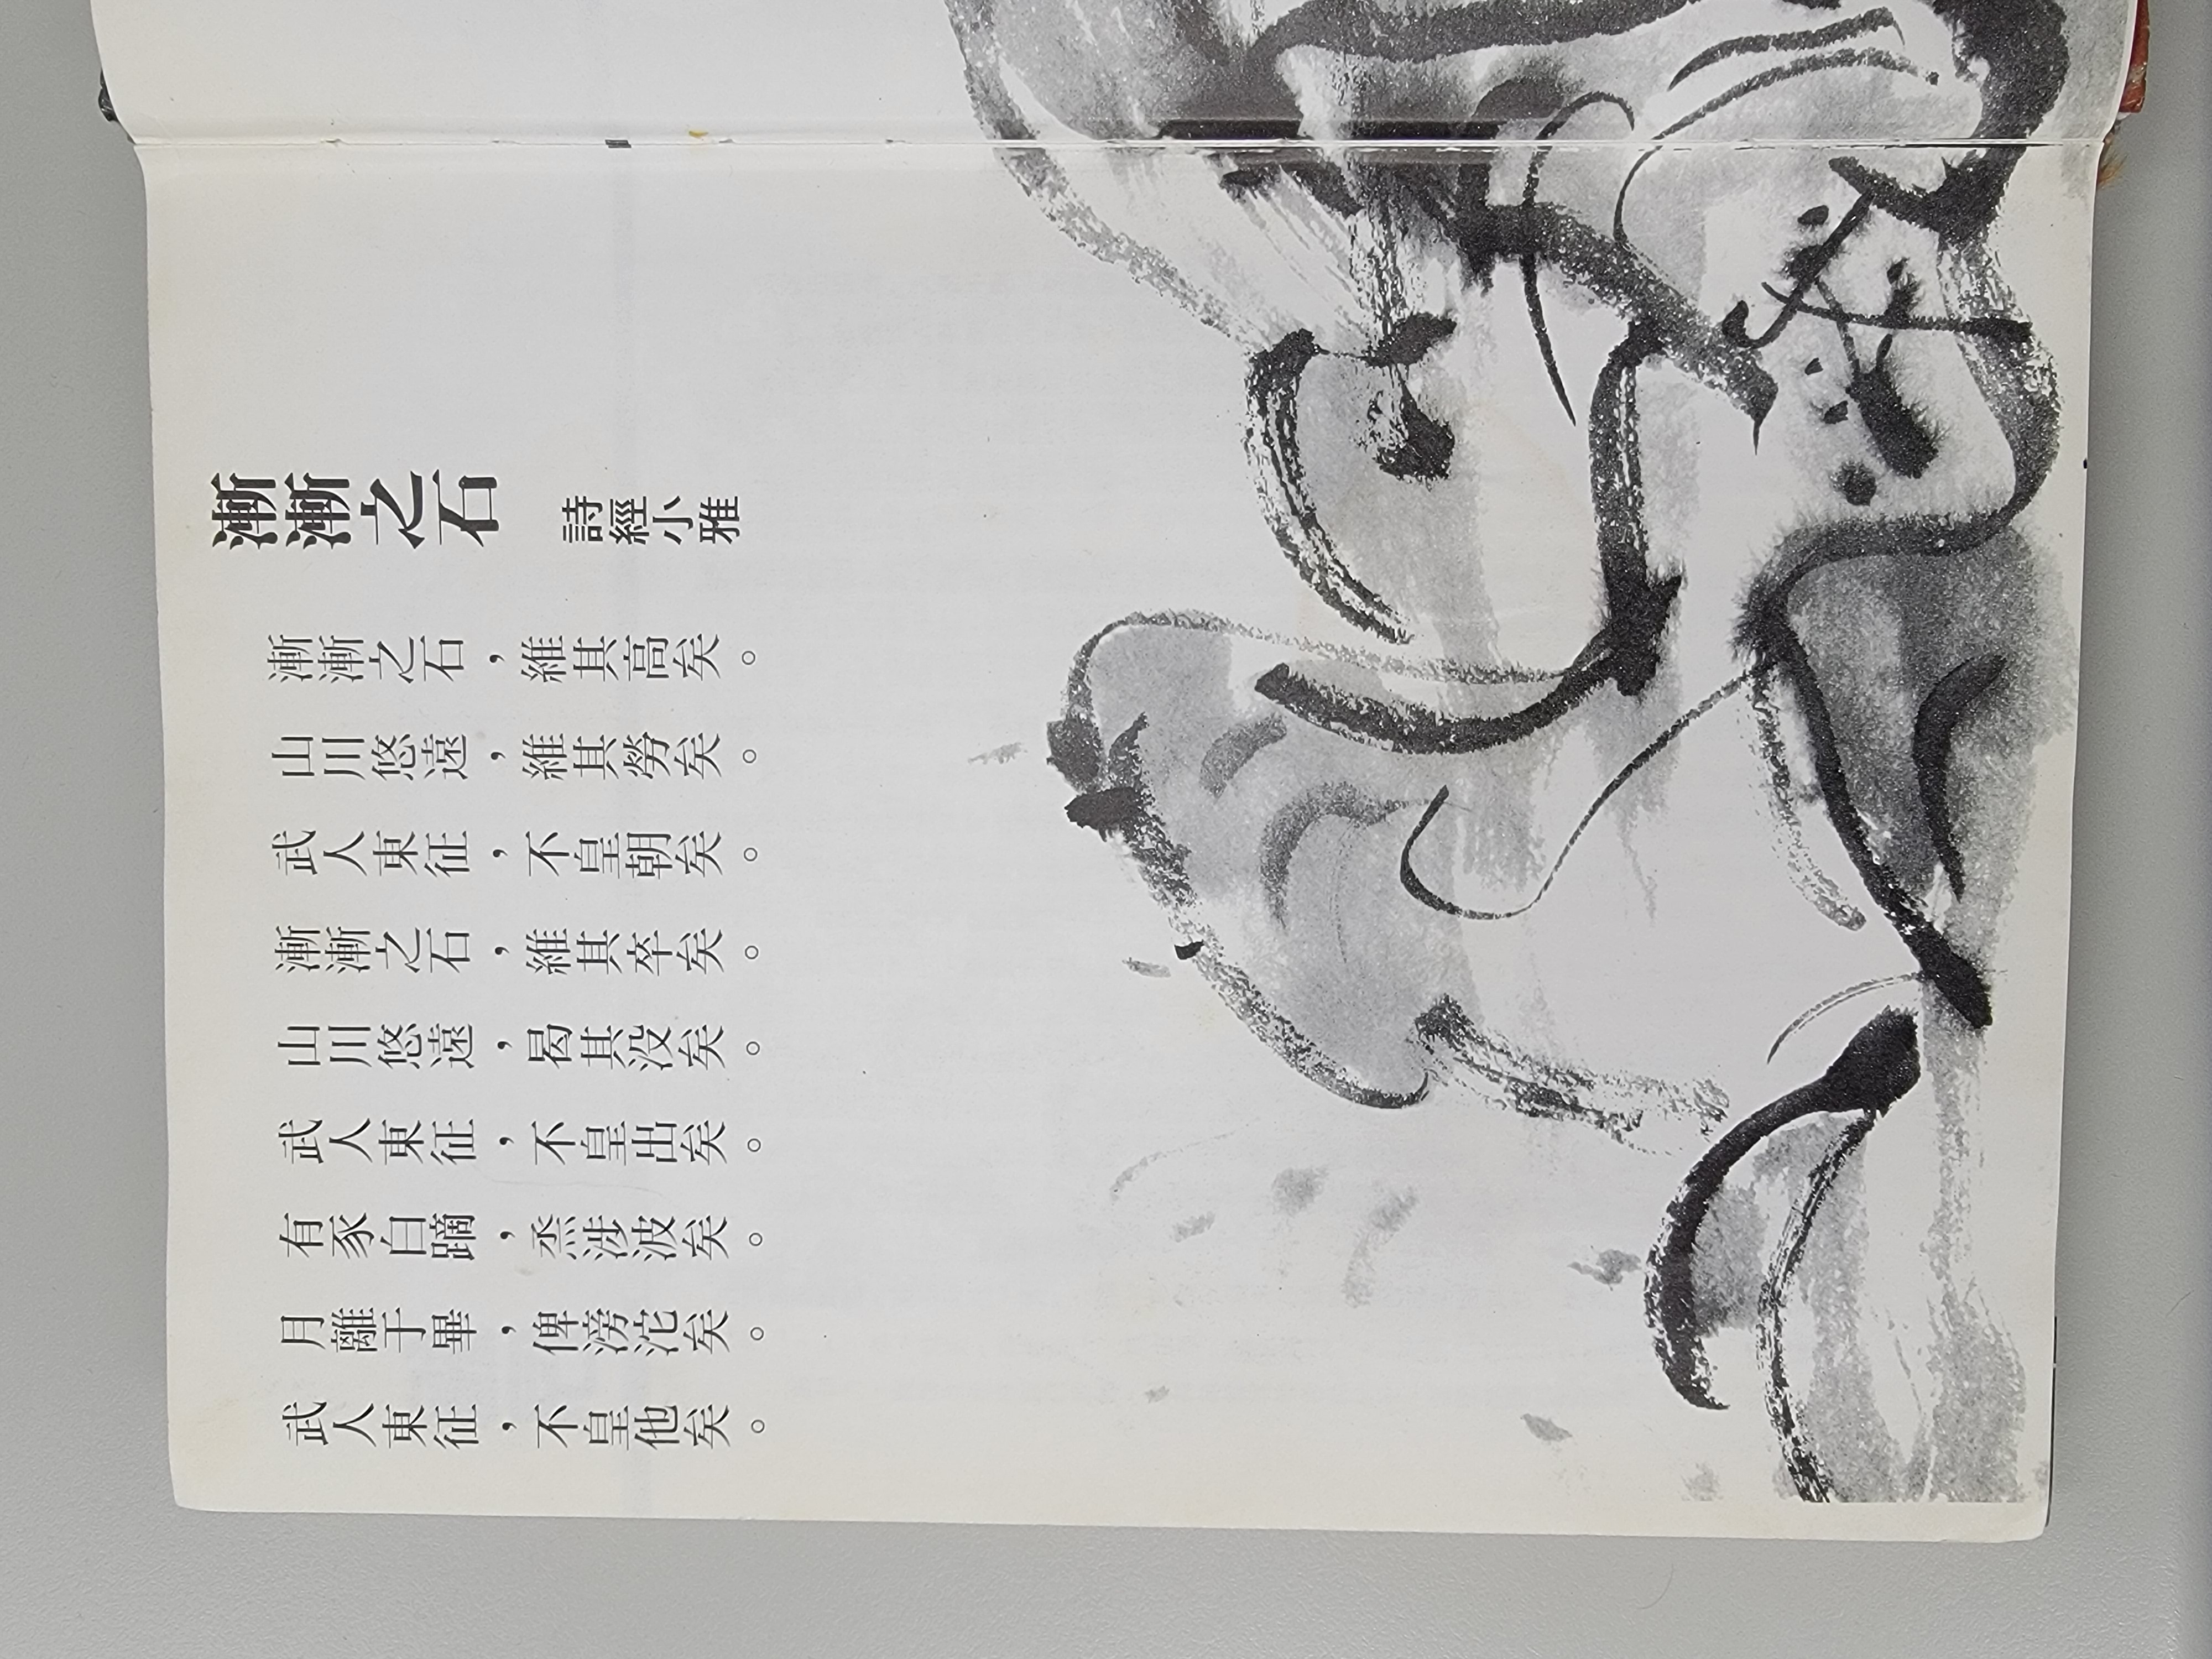 漸漸之石 詩經小雅
漸漸之石，維其高矣。
山川悠遠，維其勞矣。
武人東征，不皇朝矣。
漸漸之石，維其卒矣。
山川悠遠，曷其没矣。
武人東征，不皇出矣。
有豕白蹢，烝涉波矣。
月離于畢，俾滂沱矣。
武人東征，不皇他矣。